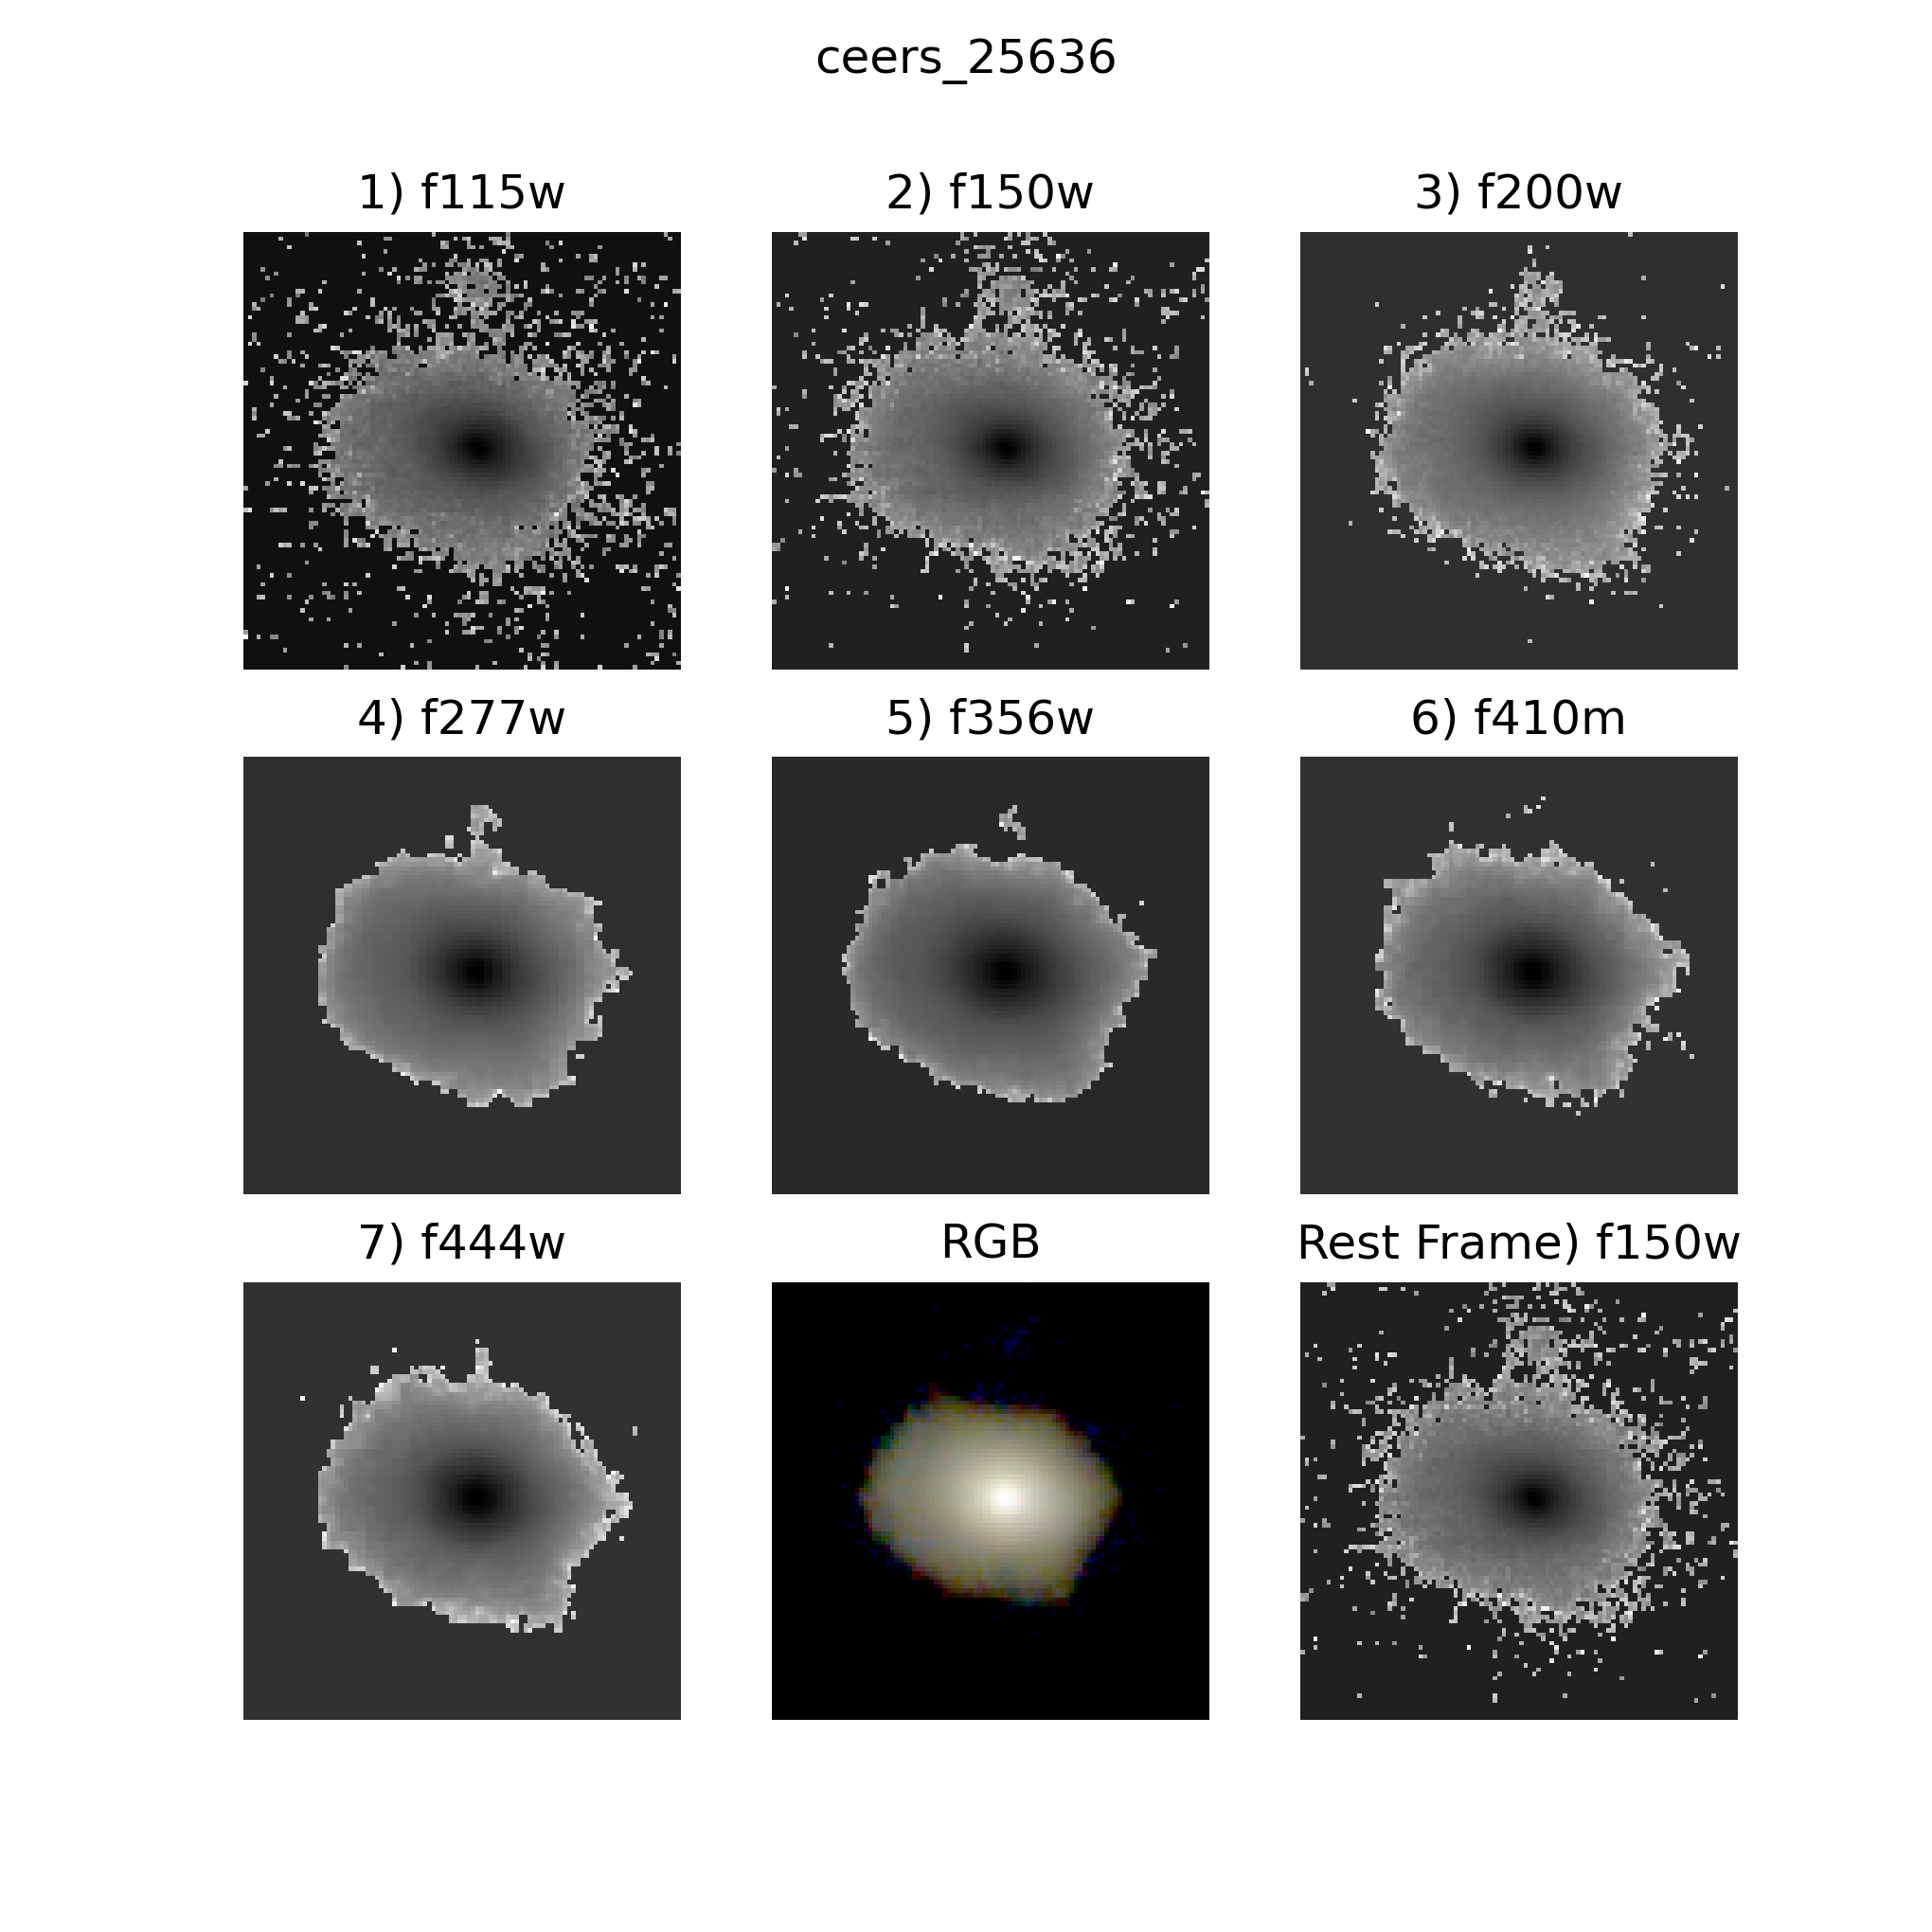 ceers_25636
1) f115w
2) f150w
3) f200w
4) f277w
5) f356w
6) f410m
7) f444w
RGB
Rest Frame) f150w